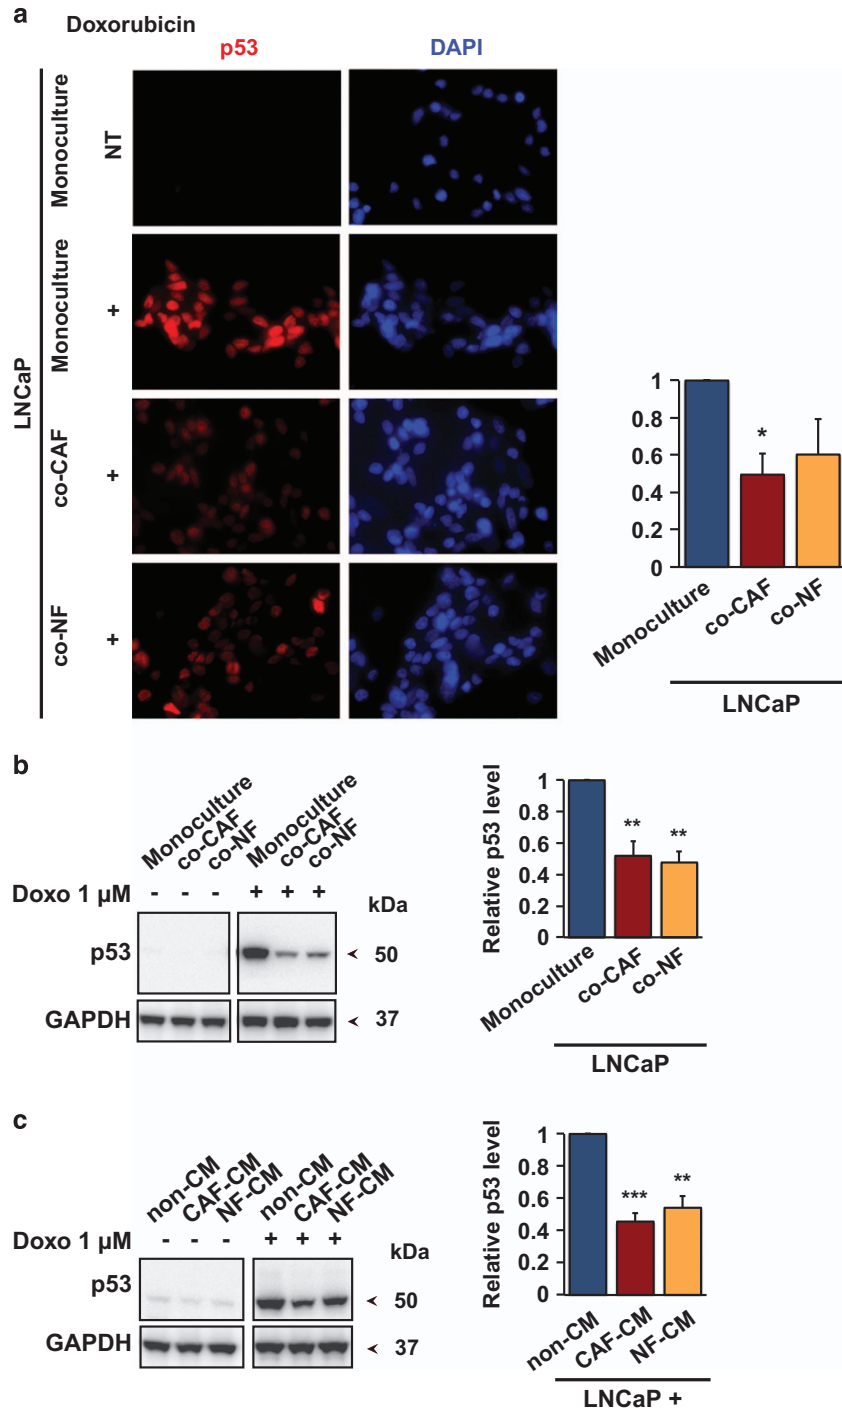 a
Doxorubicin
p53
DAPI
LNCaP
Monoculture
NT
Monoculture
+
co-CAF
+
co-NF
+
1
0.8
0.6
0.4
0.2
0
*
Monoculture
co-CAF
co-NF
LNCaP
b
Monoculture
co-CAF
co-NF
Monoculture
co-CAF
co-NF
Doxo 1 µM - - - + + +
kDa
p53
50
GAPDH
37
Relative p53 level
1
0.8
0.6
0.4
0.2
0
**
**
Monoculture
co-CAF
co-NF
LNCaP
c
non-CM
CAF-CM
NF-CM
non-CM
CAF-CM
NF-CM
Doxo 1 µM - - - + + +
kDa
p53
50
GAPDH
37
Relative p53 level
1
0.8
0.6
0.4
0.2
0
***
**
non-CM
CAF-CM
NF-CM
LNCaP +